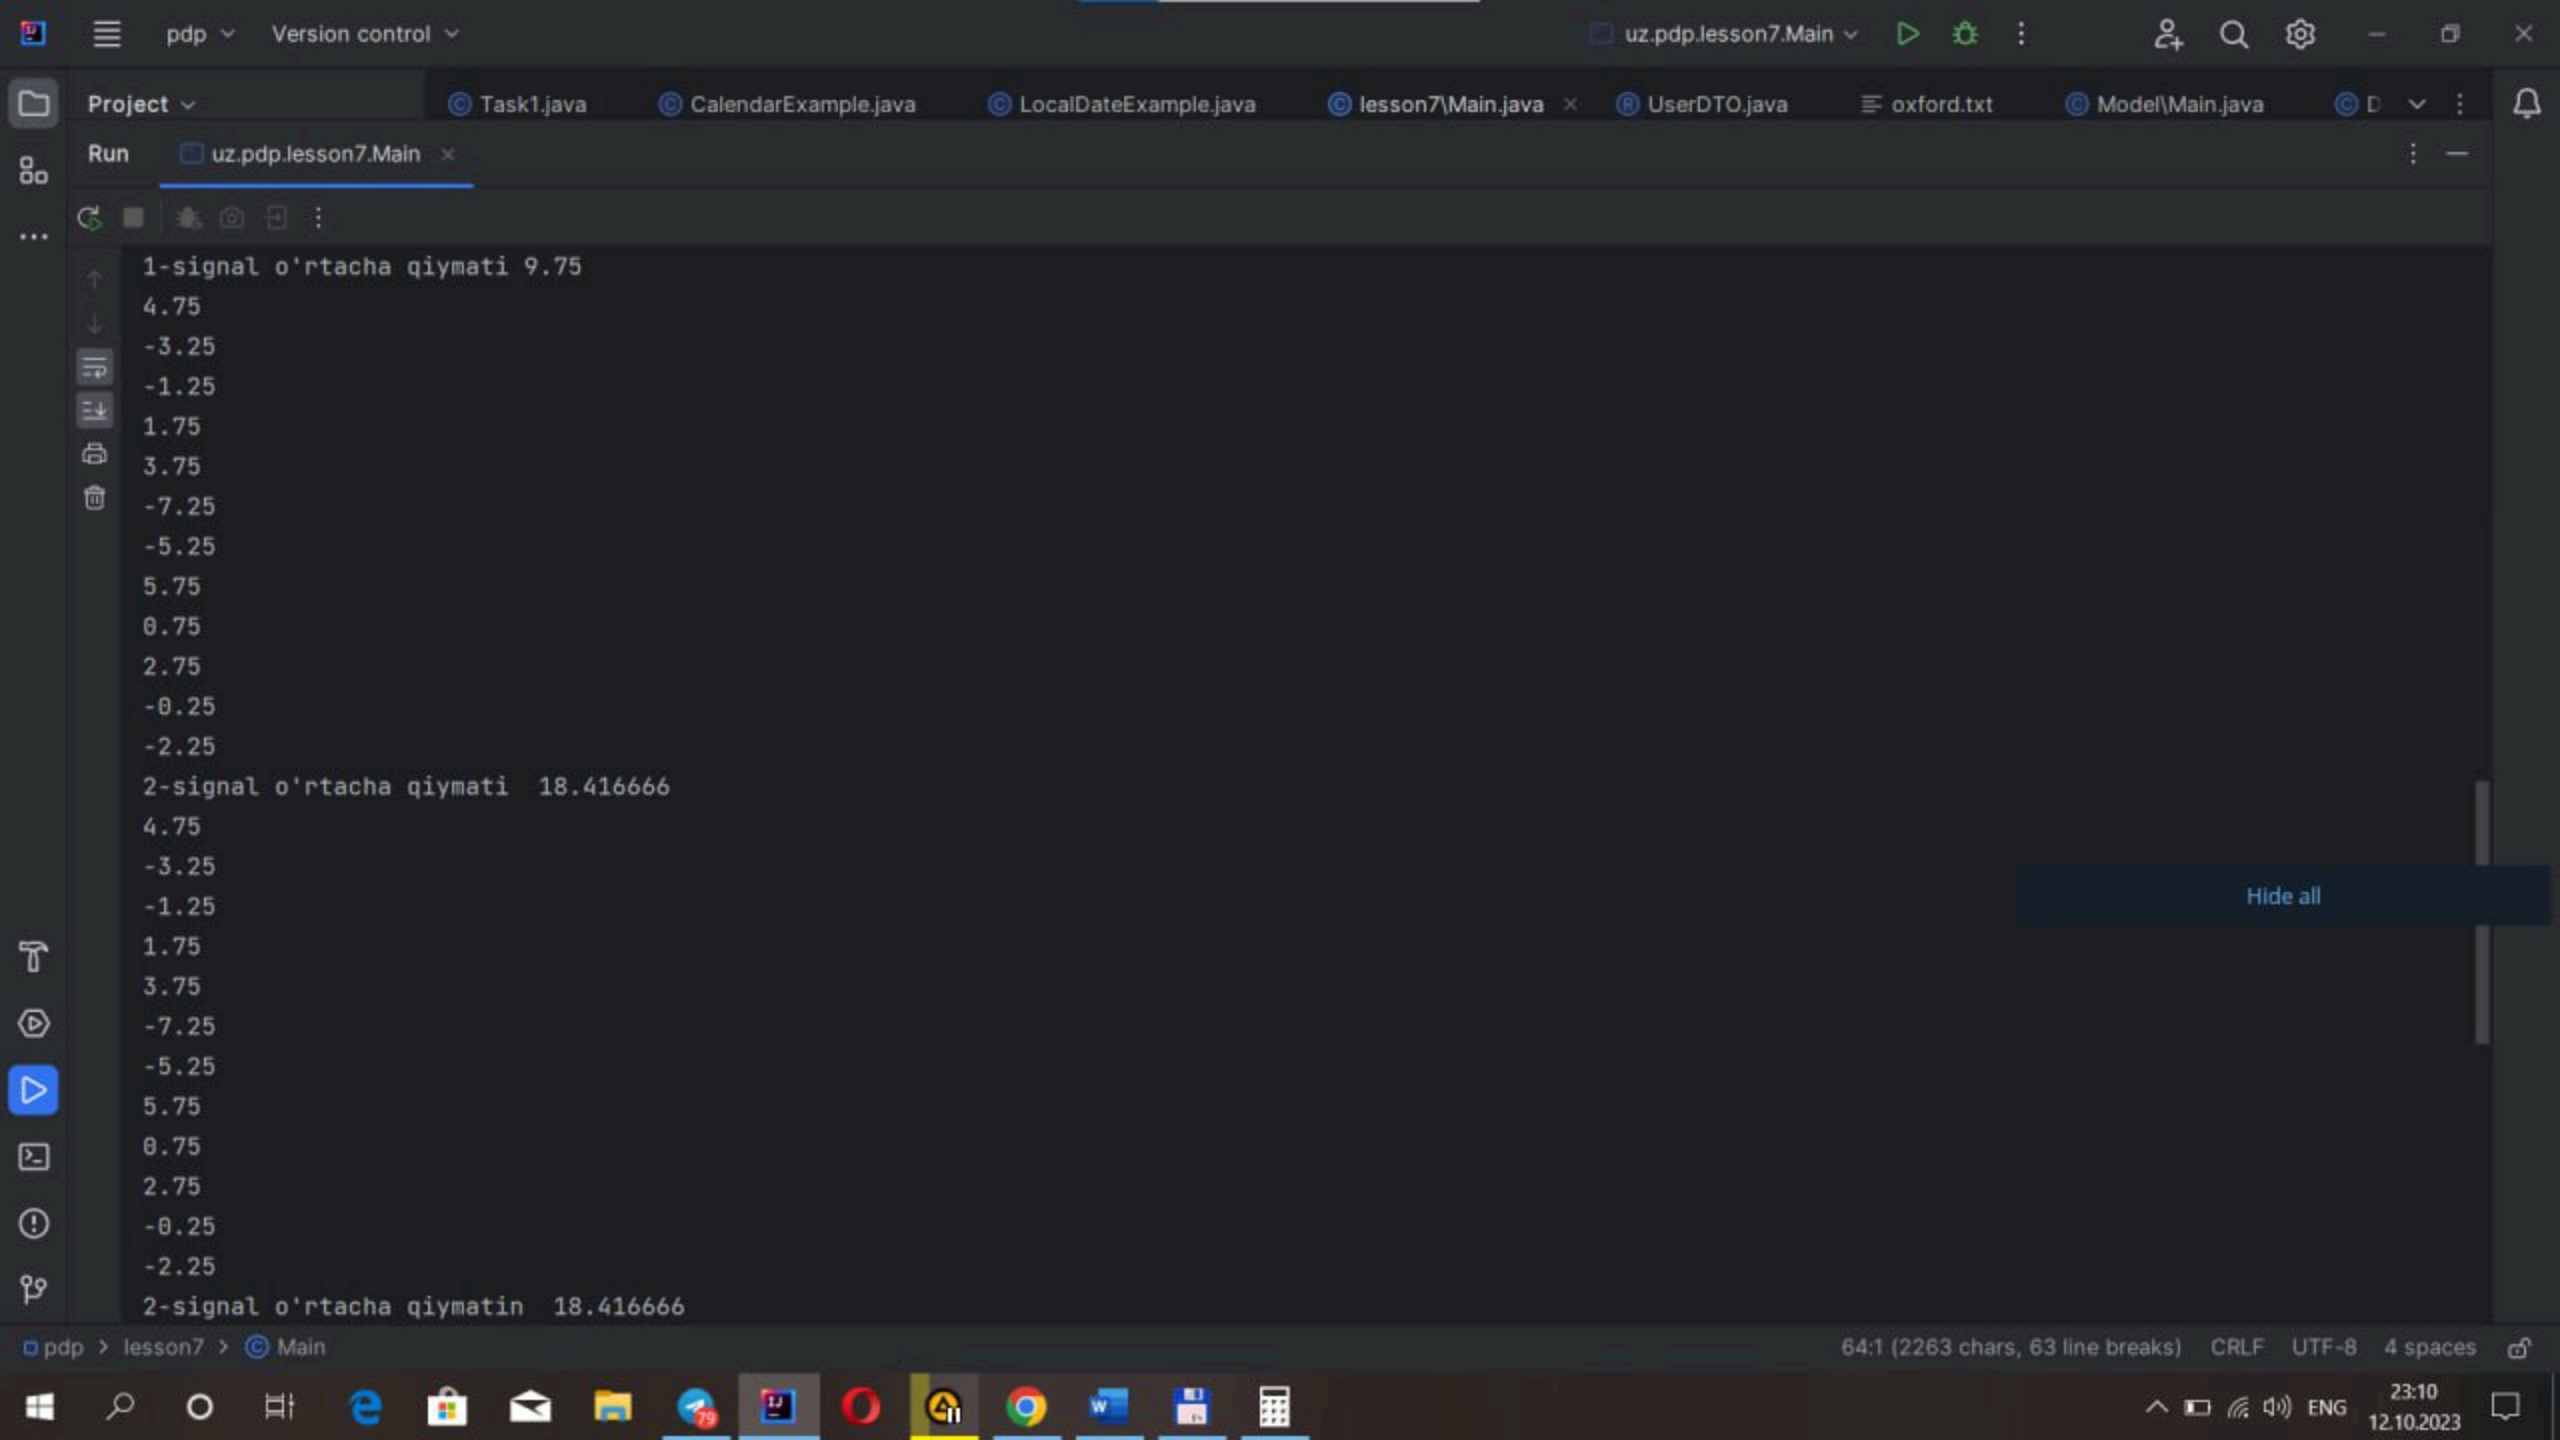 pdp Version control uz.pdp.lesson7.Main
Project Task1.java CalendarExample.java LocalDateExample.java lesson7\Main.java UserDTO.java oxford.txt Model\Main.java D
Run uz.pdp.lesson7.Main
1-signal o'rtacha qiymati 9.75
4.75
-3.25
-1.25
1.75
3.75
-7.25
-5.25
5.75
0.75
2.75
-0.25
-2.25
2-signal o'rtacha qiymati  18.416666
4.75
-3.25
-1.25
1.75
3.75
-7.25
-5.25
5.75
0.75
2.75
-0.25
-2.25
2-signal o'rtacha qiymatin  18.416666
Hide all
pdp > lesson7 > Main 64:1 (2263 chars, 63 line breaks) CRLF UTF-8 4 spaces
79 ENG 23:10
12.10.2023